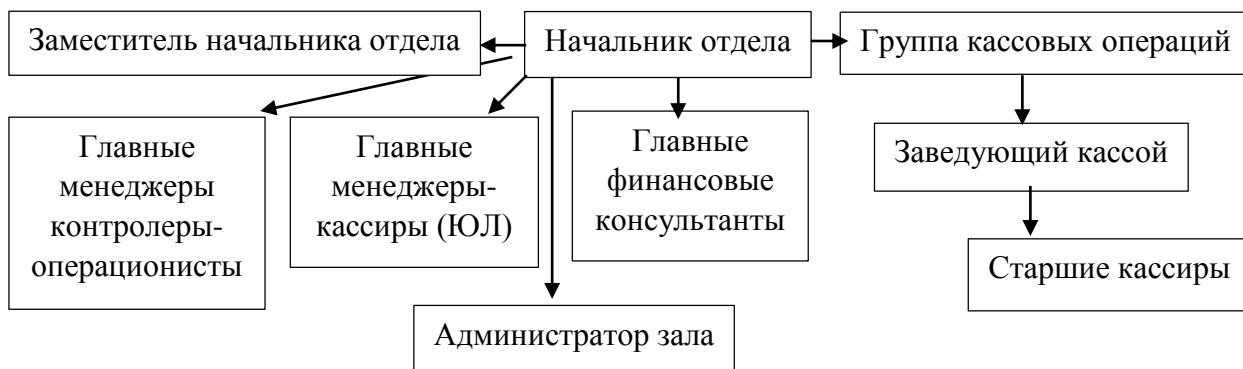 Заместитель начальника отдела
Начальник отдела
Группа кассовых операций
Главные
менеджеры
контролеры-
операционисты
Главные
менеджеры-
кассиры (ЮЛ)
Главные
финансовые
консультанты
Заведующий кассой
Старшие кассиры
Администратор зала